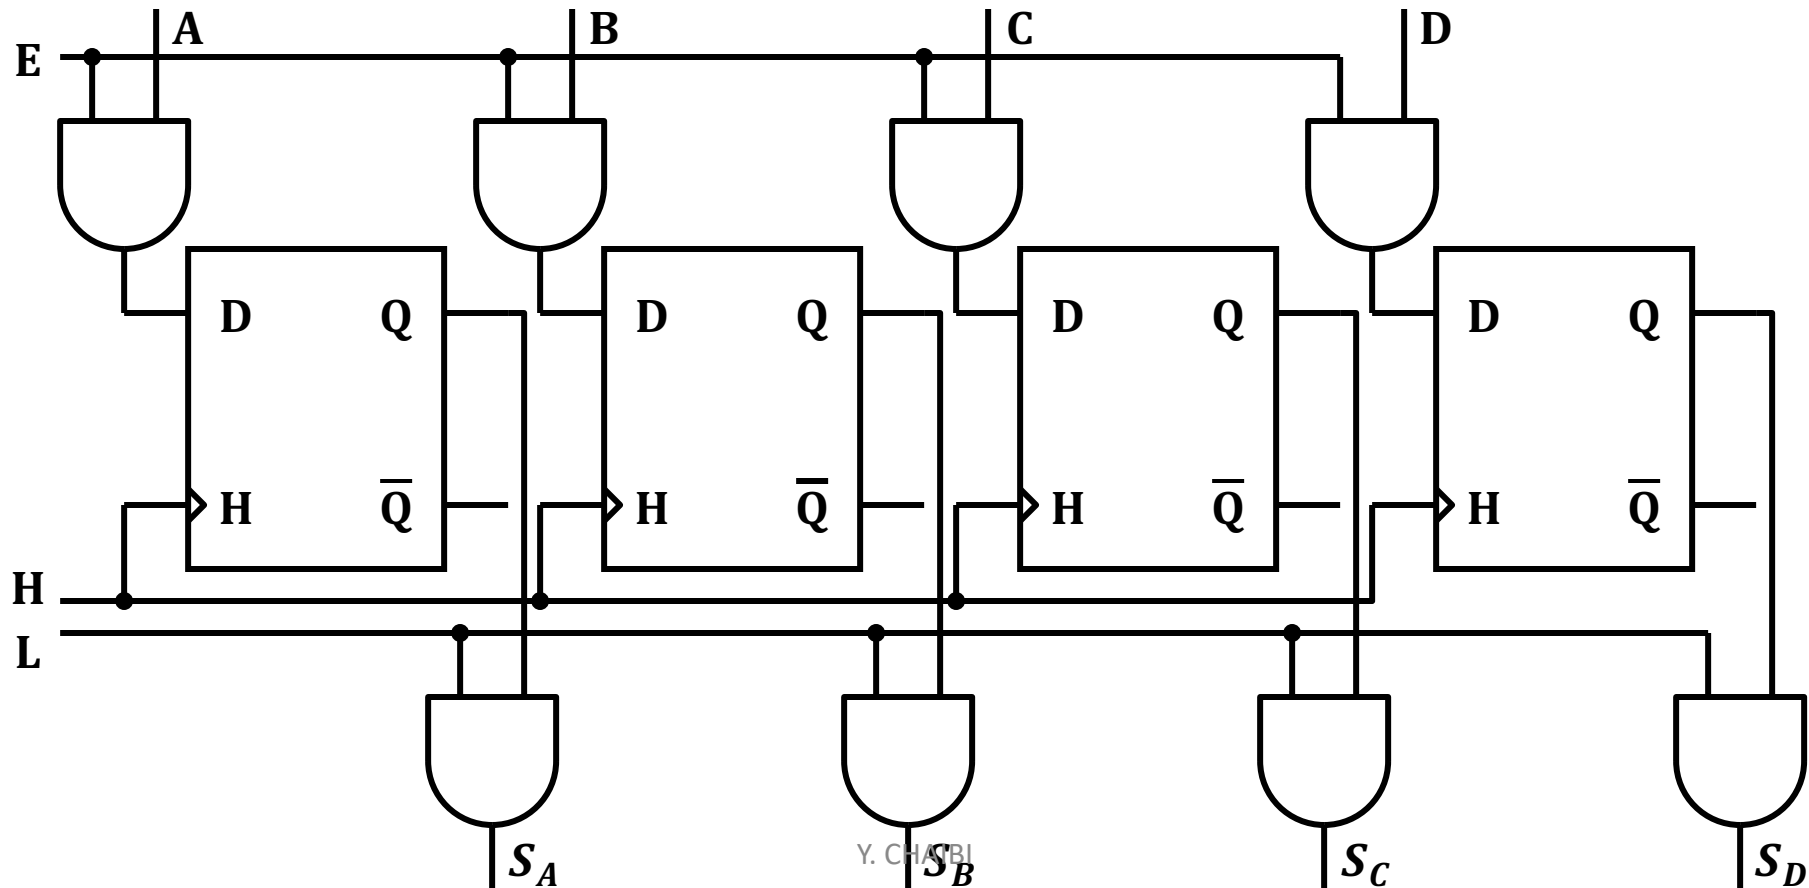 A B C D
E
D Q D Q D Q D Q
H Q̅ H Q̅ H Q̅ H Q̅
H
L
S_A S_B S_C S_D
Y. CHAIBI